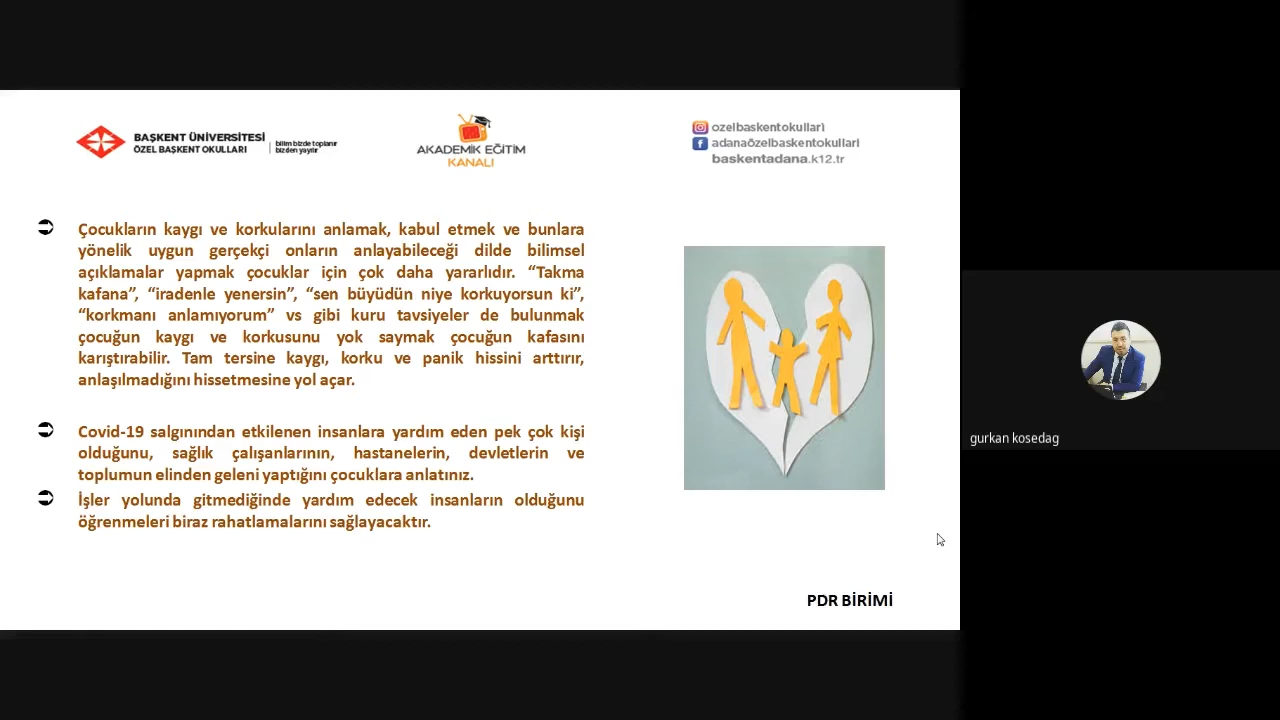 BAŞKENT ÜNİVERSİTESİ
ÖZEL BAŞKENT OKULLARI
bilim bizde toplanır
bizden yayılır
AKADEMİK EĞİTİM
KANALI
ozelbaskentokullari
adanaözelbaskentokullari
baskentadana.k12.tr
Çocukların kaygı ve korkularını anlamak, kabul etmek ve bunlara
yönelik uygun gerçekçi onların anlayabileceği dilde bilimsel
açıklamalar yapmak çocuklar için çok daha yararlıdır. “Takma
kafana”, “iradenle yenersin”, “sen büyüdün niye korkuyorsun ki”,
“korkmanı anlamıyorum” vs gibi kuru tavsiyeler de bulunmak
çocuğun kaygı ve korkusunu yok saymak çocuğun kafasını
karıştırabilir. Tam tersine kaygı, korku ve panik hissini arttırır,
anlaşılmadığını hissetmesine yol açar.
Covid-19 salgınından etkilenen insanlara yardım eden pek çok kişi
olduğunu, sağlık çalışanlarının, hastanelerin, devletlerin ve
toplumun elinden geleni yaptığını çocuklara anlatınız.
İşler yolunda gitmediğinde yardım edecek insanların olduğunu
öğrenmeleri biraz rahatlamalarını sağlayacaktır.
PDR BİRİMİ
gurkan kosedag